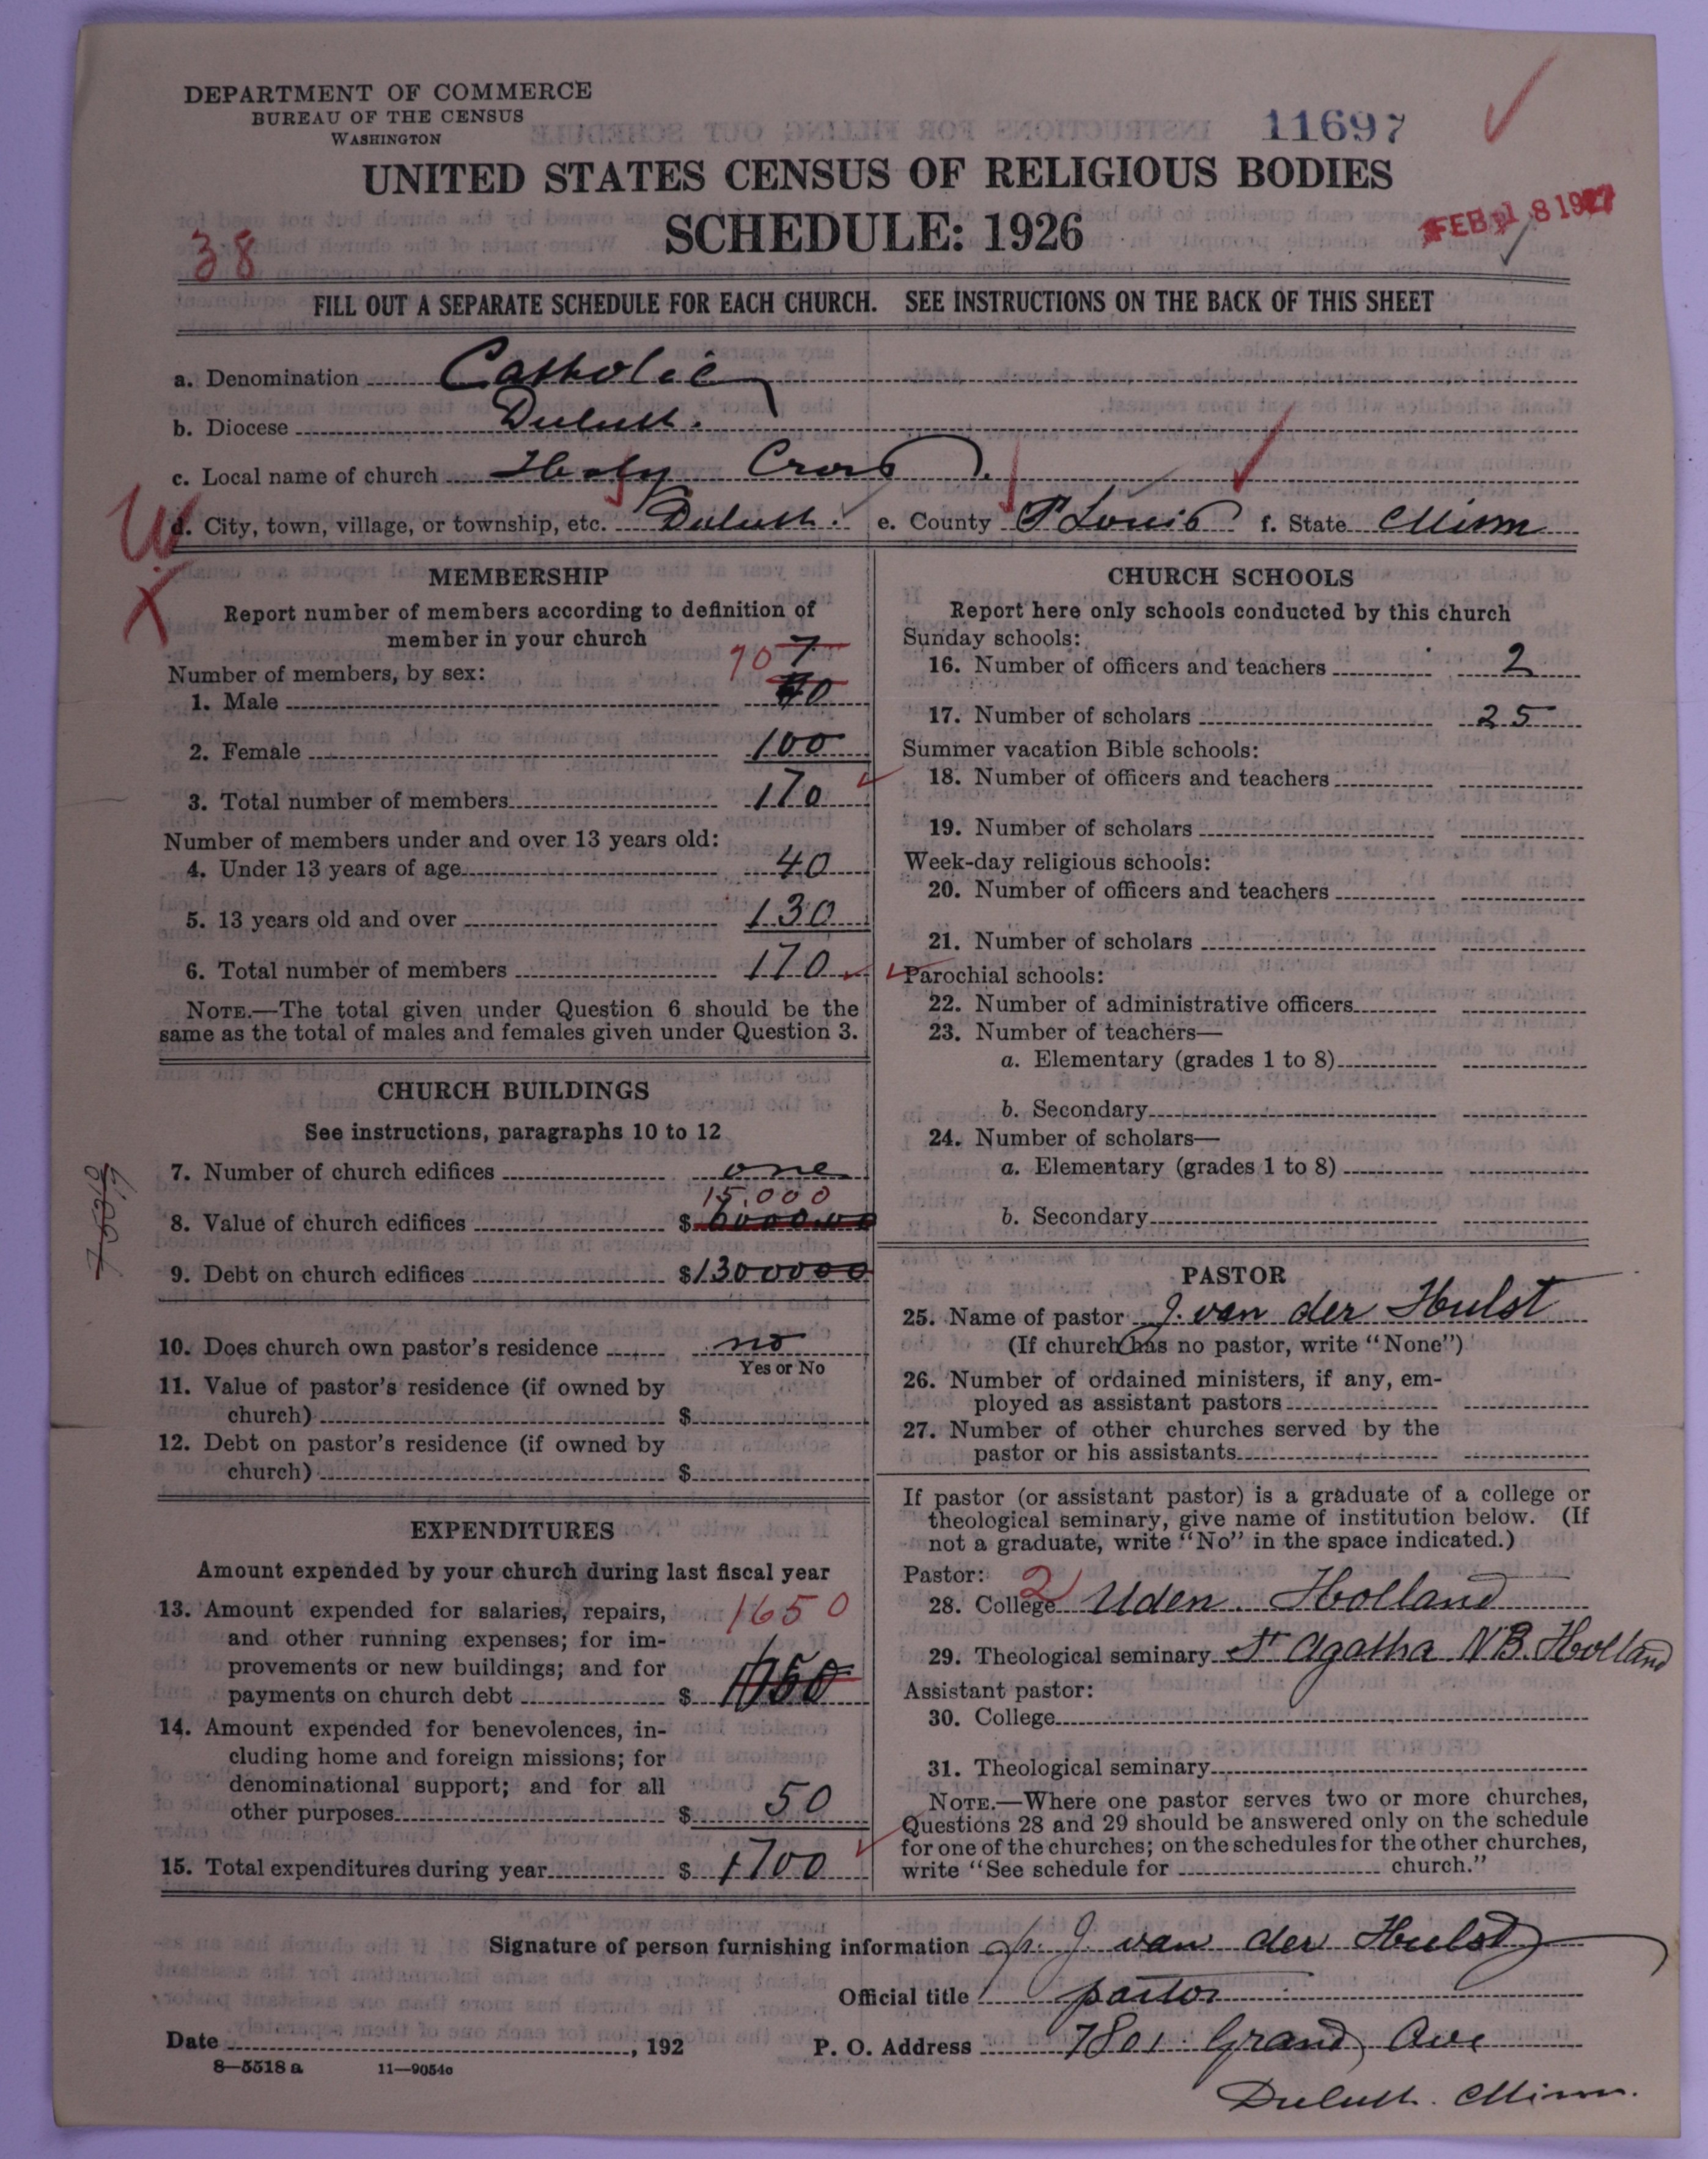 DEPARTMENT OF COMMERCE
BUREAU OF THE CENSUS
WASHINGTON
11697
UNITED STATES CENSUS OF RELIGIOUS BODIES
SCHEDULE: 1926
FEB 18 1927
38
FILL OUT A SEPARATE SCHEDULE FOR EACH CHURCH. SEE INSTRUCTIONS ON THE BACK OF THIS SHEET
a. Denomination Catholic
b. Diocese Duluth.
c. Local name of church Holy Cross.
d. City, town, village, or township, etc. Duluth. e. County St Louis f. State Minn
W
X
MEMBERSHIP
Report number of members according to definition of
member in your church
Number of members, by sex:
70 7
1. Male 40
2. Female 100
3. Total number of members 170
Number of members under and over 13 years old:
4. Under 13 years of age 40
5. 13 years old and over 130
6. Total number of members 170
NOTE.—The total given under Question 6 should be the
same as the total of males and females given under Question 3.
CHURCH BUILDINGS
See instructions, paragraphs 10 to 12
7. Number of church edifices one
15,000
8. Value of church edifices $ 6000.00
9. Debt on church edifices $ 130000
10. Does church own pastor's residence no
Yes or No
11. Value of pastor's residence (if owned by
church) $
12. Debt on pastor's residence (if owned by
church) $
EXPENDITURES
Amount expended by your church during last fiscal year
13. Amount expended for salaries, repairs, 1650
and other running expenses; for im-
provements or new buildings; and for
payments on church debt $
14. Amount expended for benevolences, in-
cluding home and foreign missions; for
denominational support; and for all
other purposes $ 50
15. Total expenditures during year $ 1700
CHURCH SCHOOLS
Report here only schools conducted by this church
Sunday schools:
16. Number of officers and teachers 2
17. Number of scholars 25
Summer vacation Bible schools:
18. Number of officers and teachers
19. Number of scholars
Week-day religious schools:
20. Number of officers and teachers
21. Number of scholars
Parochial schools:
22. Number of administrative officers
23. Number of teachers—
a. Elementary (grades 1 to 8)
b. Secondary
24. Number of scholars—
a. Elementary (grades 1 to 8)
b. Secondary
PASTOR
25. Name of pastor J. van der Hulst
(If church has no pastor, write "None")
26. Number of ordained ministers, if any, em-
ployed as assistant pastors
27. Number of other churches served by the
pastor or his assistants
If pastor (or assistant pastor) is a graduate of a college or
theological seminary, give name of institution below. (If
not a graduate, write "No" in the space indicated.)
Pastor: 2
28. College Uden. Holland
29. Theological seminary St Agatha N.B. Holland
Assistant pastor:
30. College
31. Theological seminary
NOTE.—Where one pastor serves two or more churches,
Questions 28 and 29 should be answered only on the schedule
for one of the churches; on the schedules for the other churches,
write "See schedule for church."
Signature of person furnishing information J. van der Hulst
Official title pastor
Date , 192 P. O. Address 7801 Grand Ave
8—5518 a 11—9054c
Duluth. Minn.